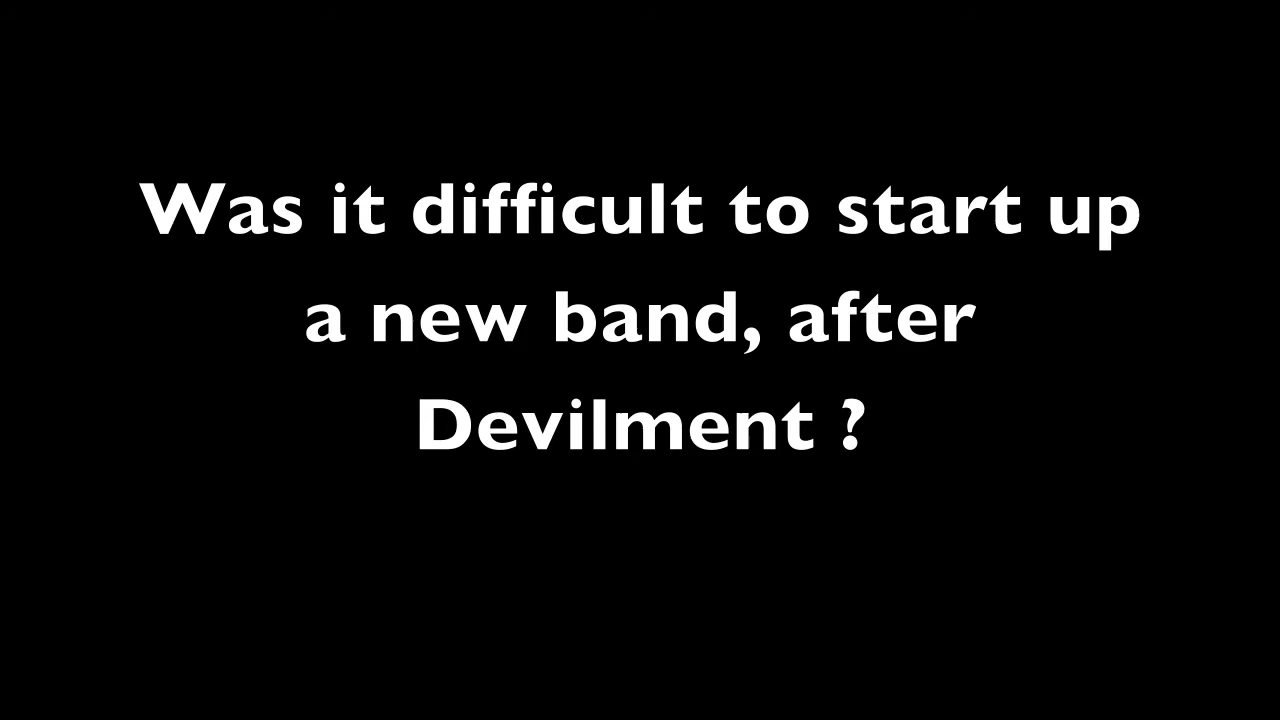 Was it difficult to start up
a new band, after
Devilment ?